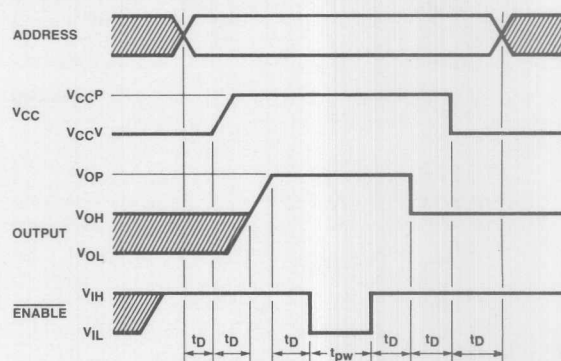 ADDRESS
VCC
VCCP
VCCV
OUTPUT
VOP
VOH
VOL
ENABLE
VIH
VIL
tD tD tD tpw tD tD tD